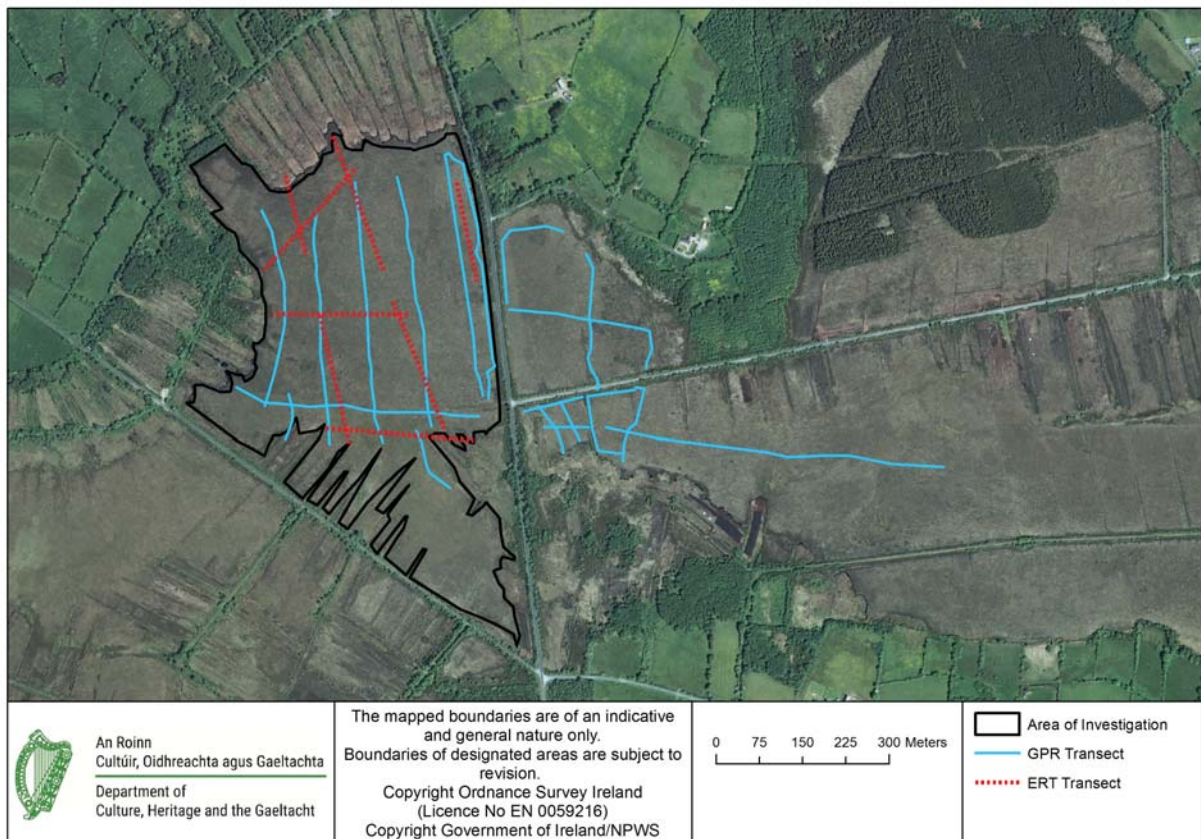 An Roinn
Cultúir, Oidhreachta agus Gaeltachta
Department of
Culture, Heritage and the Gaeltacht
The mapped boundaries are of an indicative
and general nature only.
Boundaries of designated areas are subject to
revision.
Copyright Ordnance Survey Ireland
(Licence No EN 0059216)
Copyright Government of Ireland/NPWS
0 75 150 225 300 Meters
Area of Investigation
GPR Transect
ERT Transect